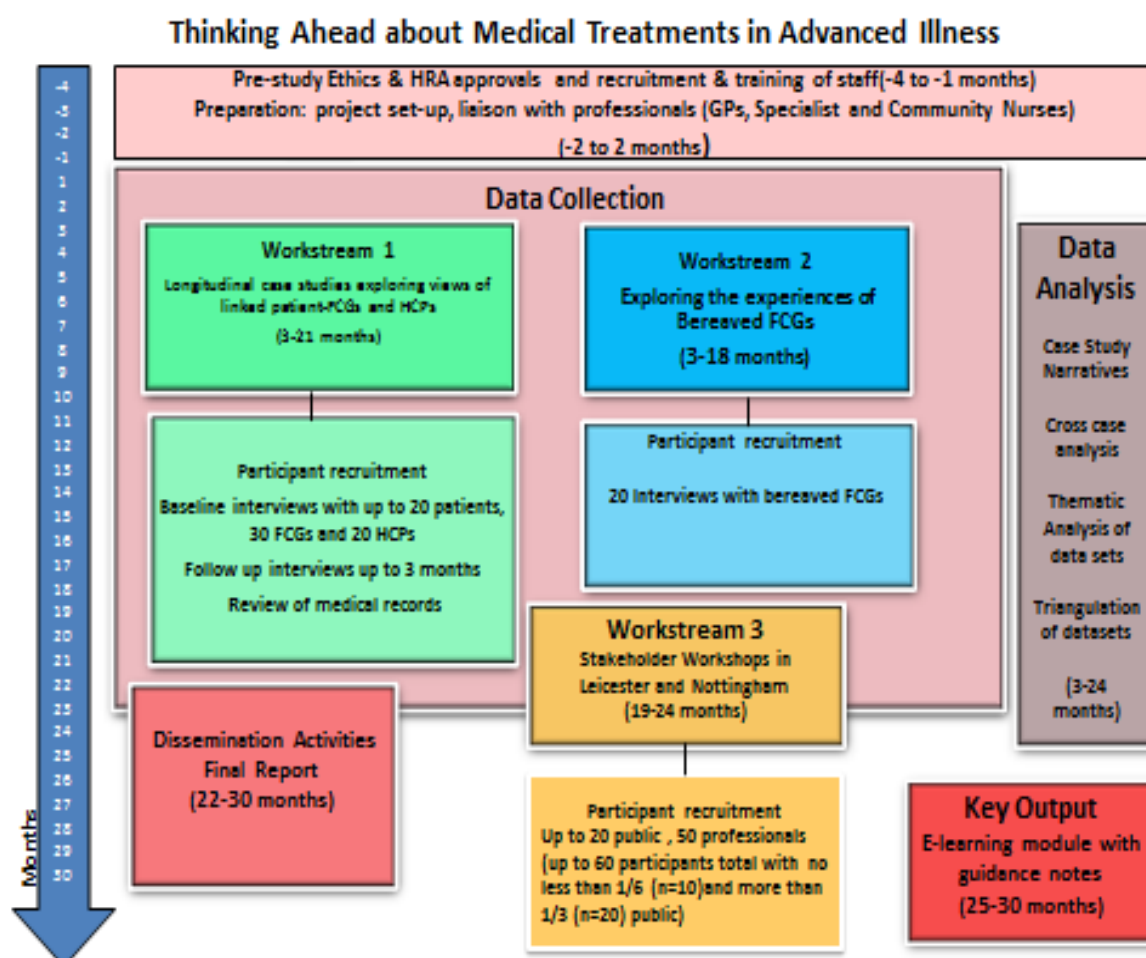 Thinking Ahead about Medical Treatments in Advanced Illness
-4
-3
-2
-1
1
2
3
4
5
6
7
8
9
10
11
12
13
14
15
16
17
18
19
20
21
22
23
24
25
26
27
28
29
30
Months
Pre-study Ethics & HRA approvals and recruitment & training of staff(-4 to -1 months)
Preparation: project set-up, liaison with professionals (GPs, Specialist and Community Nurses)
(-2 to 2 months)
Data Collection
Workstream 1
Longitudinal case studies exploring views of
linked patient-FCGs and HCPs
(3-21 months)
Participant recruitment
Baseline interviews with up to 20 patients,
30 FCGs and 20 HCPs
Follow up interviews up to 3 months
Review of medical records
Workstream 2
Exploring the experiences of
Bereaved FCGs
(3-18 months)
Participant recruitment
20 Interviews with bereaved FCGs
Workstream 3
Stakeholder Workshops in
Leicester and Nottingham
(19-24 months)
Participant recruitment
Up to 20 public , 50 professionals
(up to 60 participants total with no
less than 1/6 (n=10)and more than
1/3 (n=20) public)
Data
Analysis
Case Study
Narratives
Cross case
analysis
Thematic
Analysis of
data sets
Triangulation
of datasets
(3-24
months)
Dissemination Activities
Final Report
(22-30 months)
Key Output
E-learning module with
guidance notes
(25-30 months)